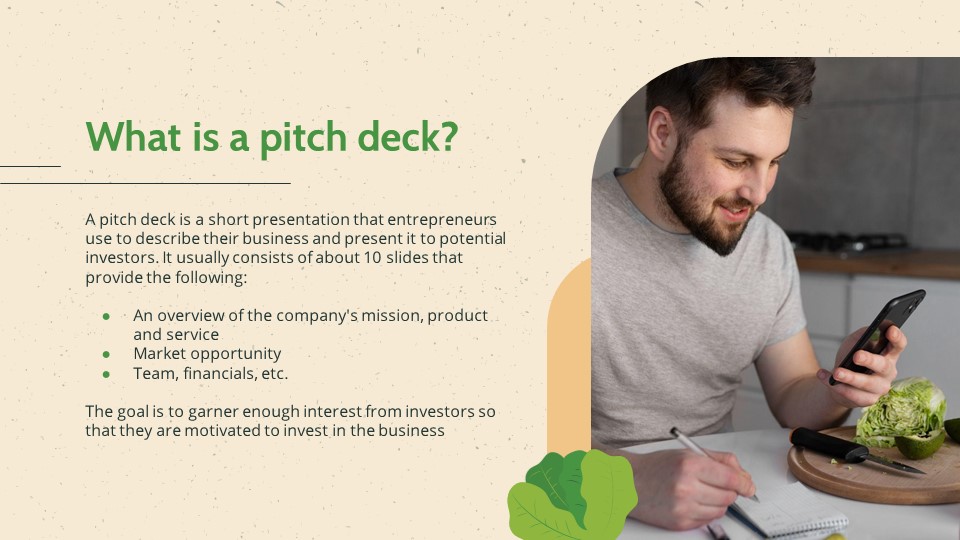 What is a pitch deck?
A pitch deck is a short presentation that entrepreneurs
use to describe their business and present it to potential
investors. It usually consists of about 10 slides that
provide the following:
● An overview of the company's mission, product
and service
● Market opportunity
● Team, financials, etc.
The goal is to garner enough interest from investors so
that they are motivated to invest in the business